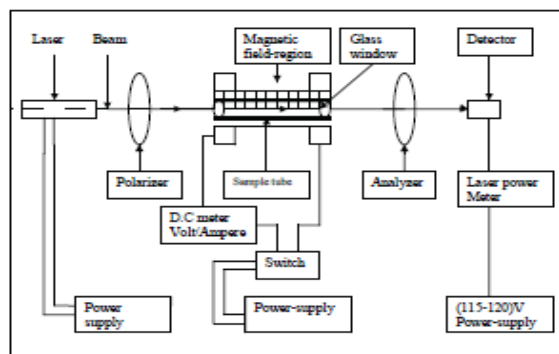 Laser
Beam
Magnetic
field-region
Glass
window
Detector
Polarizer
Sample tube
Analyzer
Laser power
Meter
D.C meter
Volt/Ampere
Switch
Power
supply
Power-supply
(115-120)V
Power-supply